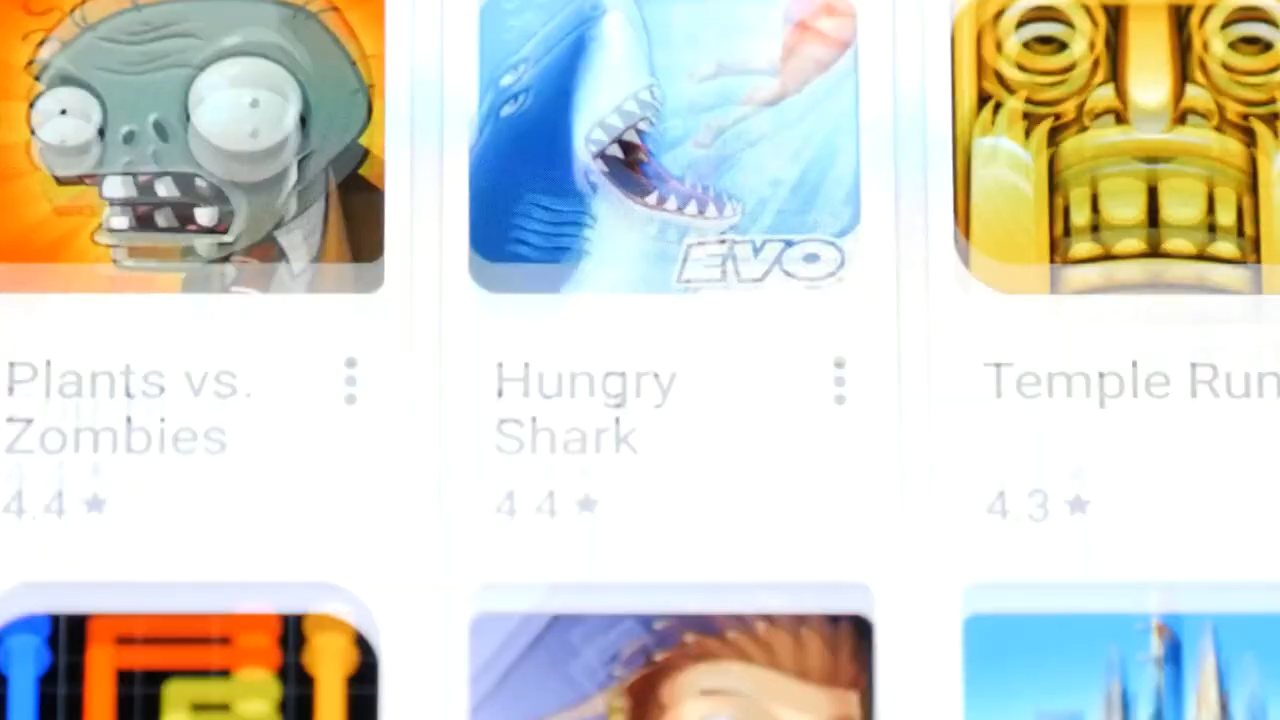 EVO
Plants vs.
Zombies
Hungry
Shark
Temple Run
4.4 ★
4.4 ★
4.3 ★